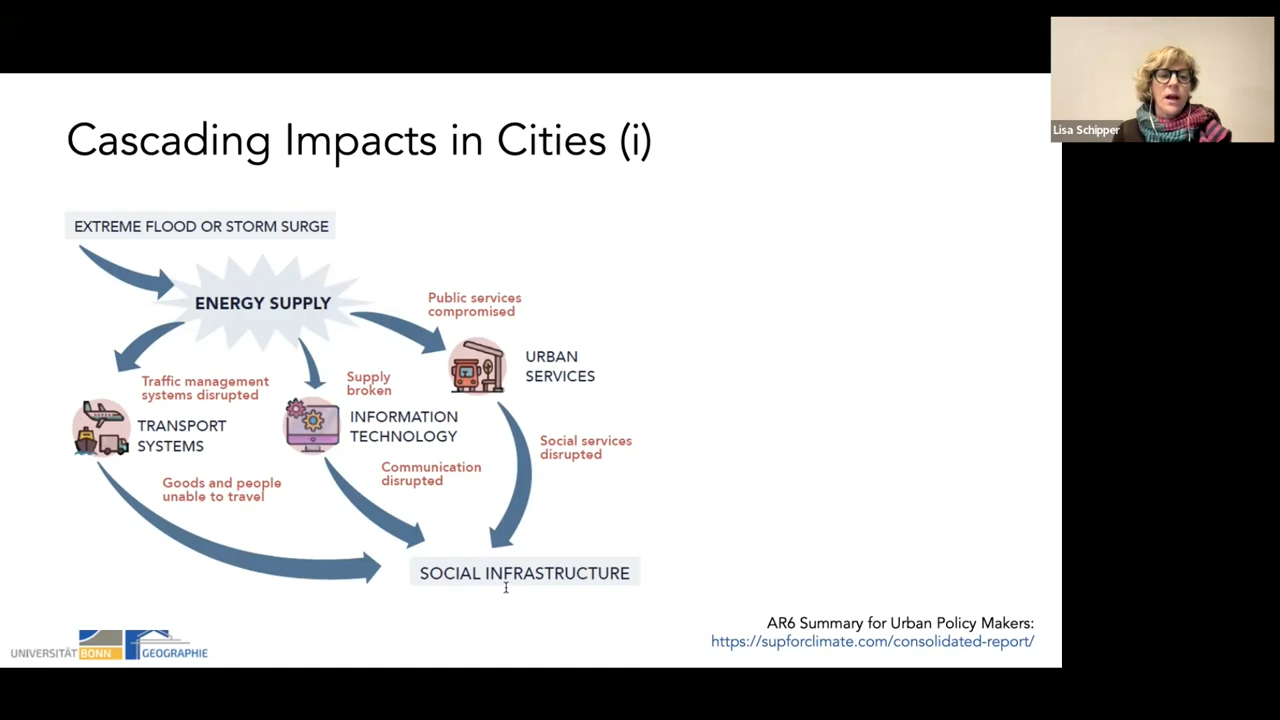 Lisa Schipper
Cascading Impacts in Cities (i)
EXTREME FLOOD OR STORM SURGE
ENERGY SUPPLY
Public services
compromised
URBAN
SERVICES
Traffic management
systems disrupted
Supply
broken
TRANSPORT
SYSTEMS
INFORMATION
TECHNOLOGY
Social services
disrupted
Goods and people
unable to travel
Communication
disrupted
SOCIAL INFRASTRUCTURE
AR6 Summary for Urban Policy Makers:
https://supforclimate.com/consolidated-report/
UNIVERSITÄT BONN GEOGRAPHIE